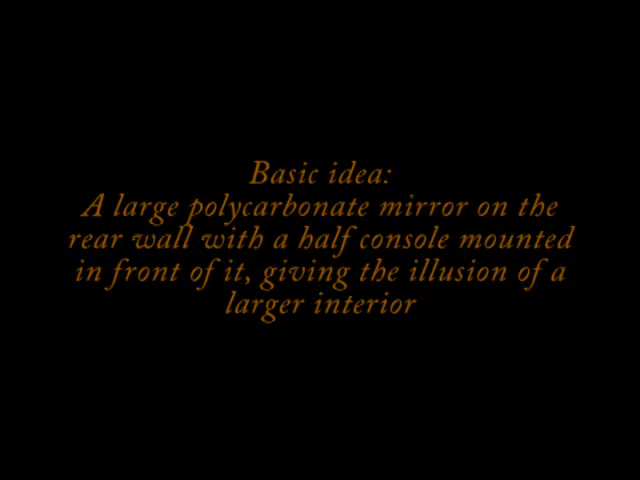 Basic idea:
A large polycarbonate mirror on the
rear wall with a half console mounted
in front of it, giving the illusion of a
larger interior